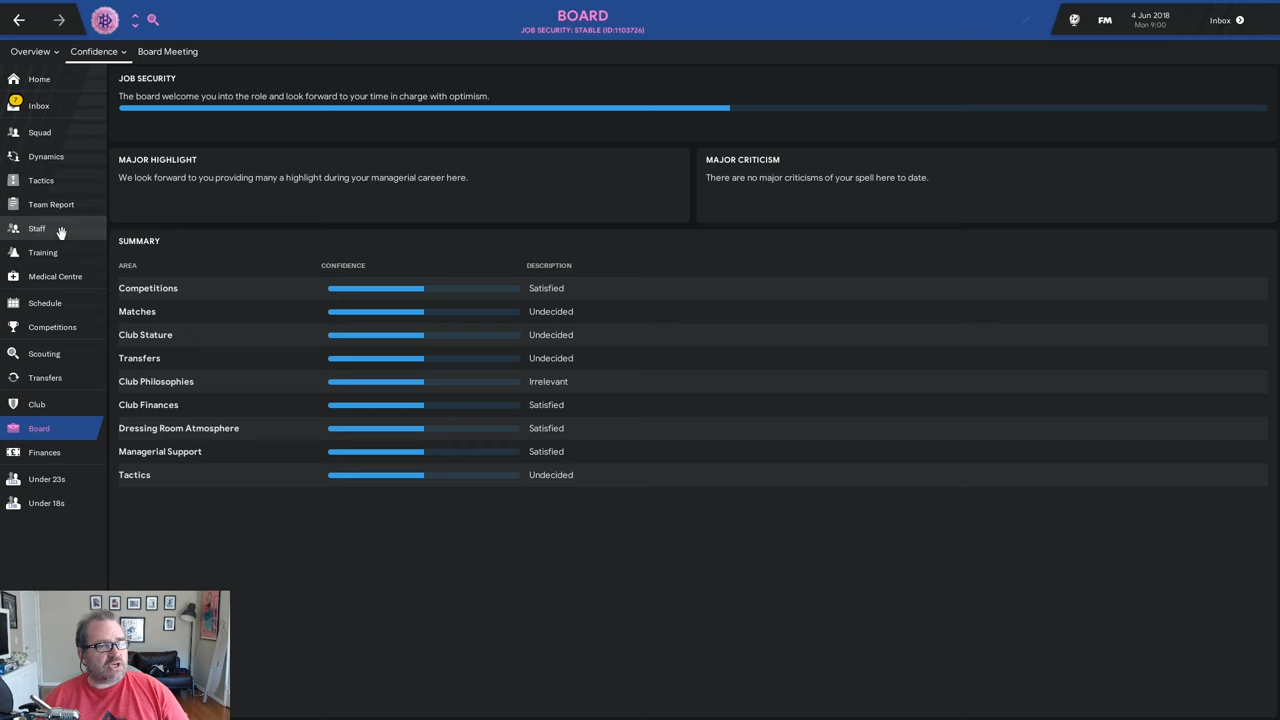 BOARD
JOB SECURITY: STABLE (ID:1103726)
FM
4 Jun 2018
Mon 9:00
Inbox
Overview
Confidence
Board Meeting
Home
7
Inbox
Squad
Dynamics
Tactics
Team Report
Staff
Training
Medical Centre
Schedule
Competitions
Scouting
Transfers
Club
Board
Finances
Under 23s
Under 18s
JOB SECURITY
The board welcome you into the role and look forward to your time in charge with optimism.
MAJOR HIGHLIGHT
We look forward to you providing many a highlight during your managerial career here.
MAJOR CRITICISM
There are no major criticisms of your spell here to date.
SUMMARY
AREA CONFIDENCE DESCRIPTION
Competitions Satisfied
Matches Undecided
Club Stature Undecided
Transfers Undecided
Club Philosophies Irrelevant
Club Finances Satisfied
Dressing Room Atmosphere Satisfied
Managerial Support Satisfied
Tactics Undecided